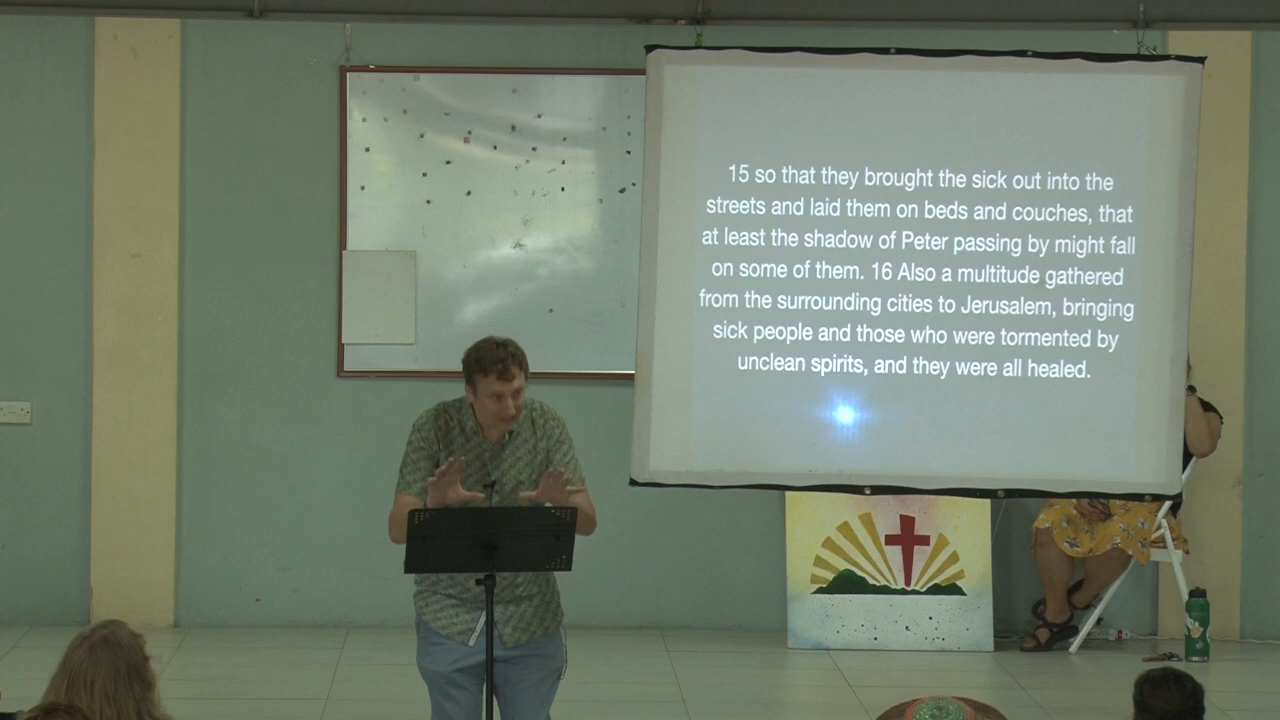 15 so that they brought the sick out into the
streets and laid them on beds and couches, that
at least the shadow of Peter passing by might fall
on some of them. 16 Also a multitude gathered
from the surrounding cities to Jerusalem, bringing
sick people and those who were tormented by
unclean spirits, and they were all healed.